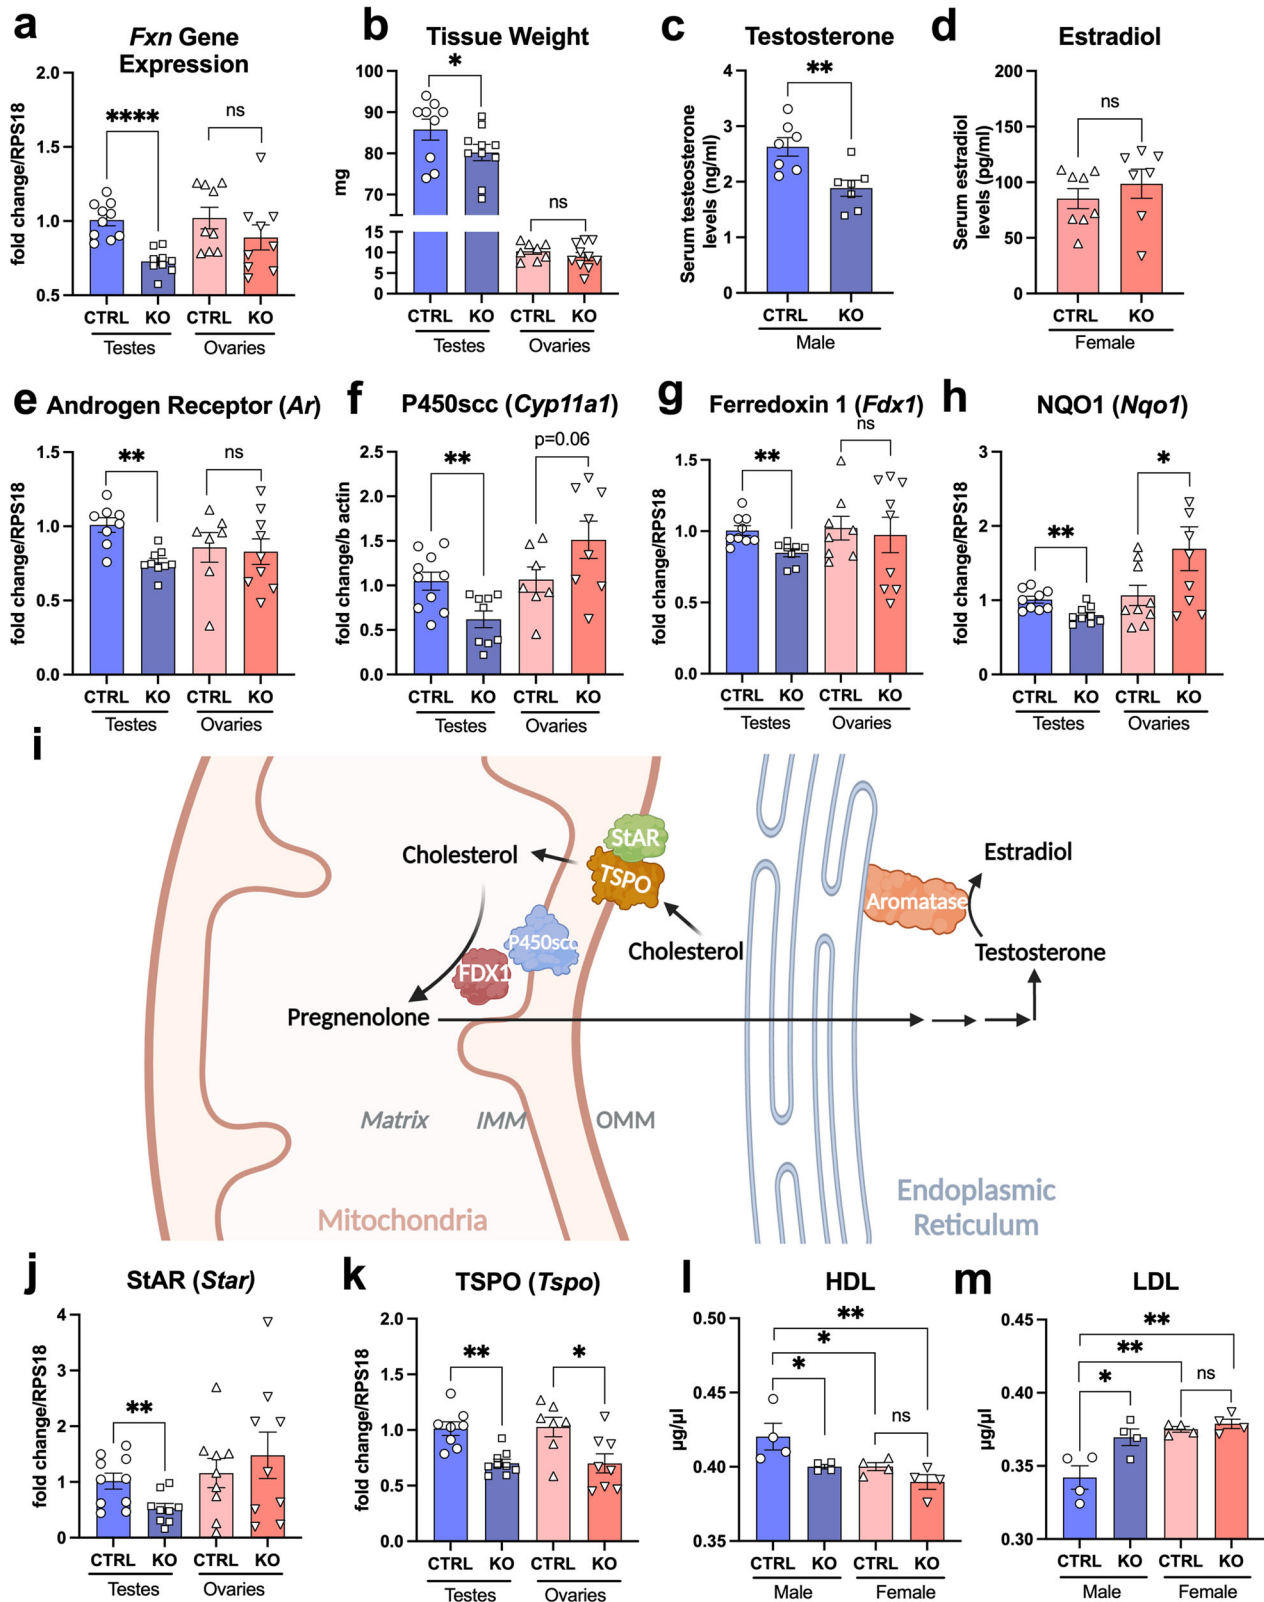 a
Fxn Gene
Expression
fold change/RPS18
2.0
1.5
1.0
0.5
****
ns
CTRL KO CTRL KO
Testes Ovaries
b
Tissue Weight
mg
100
90
80
70
15
10
5
0
*
ns
CTRL KO CTRL KO
Testes Ovaries
c
Testosterone
Serum testeosterone
levels (ng/ml)
4
3
2
1
0
**
CTRL KO
Male
d
Estradiol
Serum estradiol
levels (pg/ml)
200
150
100
50
0
ns
CTRL KO
Female
e
Androgen Receptor (Ar)
fold change/RPS18
1.5
1.0
0.5
0.0
**
ns
CTRL KO CTRL KO
Testes Ovaries
f
P450scc (Cyp11a1)
fold change/b actin
2.5
2.0
1.5
1.0
0.5
0.0
**
p=0.06
CTRL KO CTRL KO
Testes Ovaries
g
Ferredoxin 1 (Fdx1)
fold change/RPS18
1.5
1.0
0.5
0.0
**
ns
CTRL KO CTRL KO
Testes Ovaries
h
NQO1 (Nqo1)
fold change/RPS18
3
2
1
0
**
*
CTRL KO CTRL KO
Testes Ovaries
i
StAR
TSPO
Cholesterol
Cholesterol
P450scc
FDX1
Pregnenolone
Estradiol
Aromatase
Testosterone
Matrix
IMM
OMM
Mitochondria
Endoplasmic
Reticulum
j
StAR (Star)
fold change/RPS18
4
3
2
1
0
**
CTRL KO CTRL KO
Testes Ovaries
k
TSPO (Tspo)
fold change/RPS18
2.0
1.5
1.0
0.5
0.0
**
*
CTRL KO CTRL KO
Testes Ovaries
l
HDL
µg/µl
0.50
0.45
0.40
0.35
**
*
*
ns
CTRL KO CTRL KO
Male Female
m
LDL
µg/µl
0.45
0.40
0.35
0.30
**
**
*
ns
CTRL KO CTRL KO
Male Female